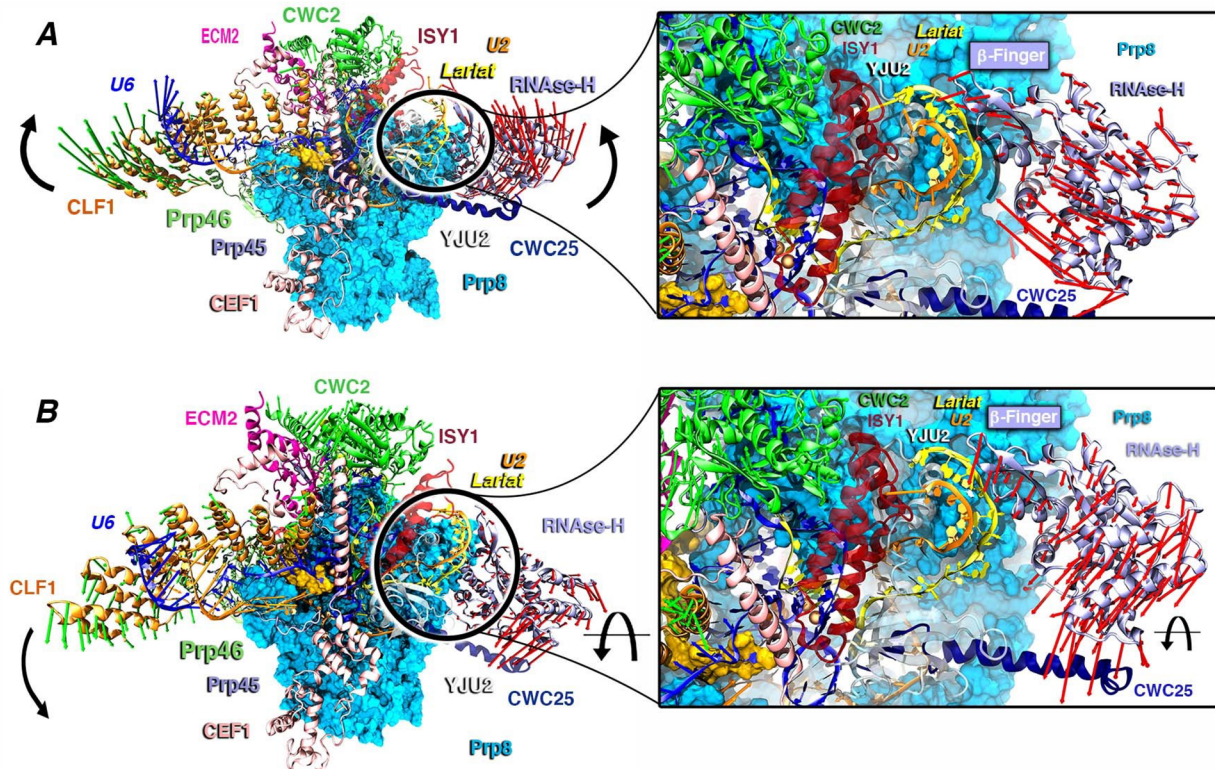 A
CWC2
ECM2
ISY1
U2
Lariat
RNAse-H
U6
CLF1
Prp46
Prp45
YJU2
CWC25
Prp8
CEF1
CWC2
ISY1
Lariat
U2
YJU2
β-Finger
Prp8
RNAse-H
CWC25
B
CWC2
ECM2
ISY1
U2
Lariat
RNAse-H
U6
CLF1
Prp46
Prp45
YJU2
CWC25
CEF1
Prp8
CWC2
ISY1
Lariat
U2
YJU2
β-Finger
Prp8
RNAse-H
CWC25